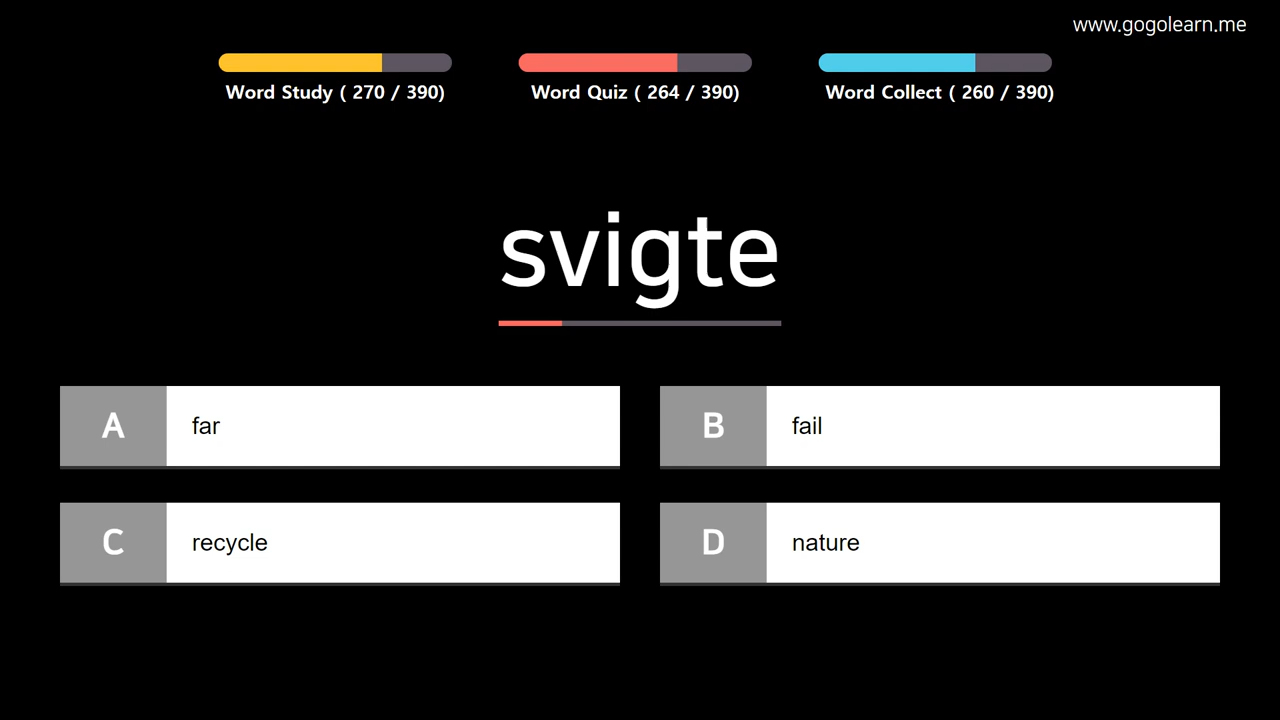 www.gogolearn.me
Word Study ( 270 / 390)
Word Quiz ( 264 / 390)
Word Collect ( 260 / 390)
svigte
A far
B fail
C recycle
D nature